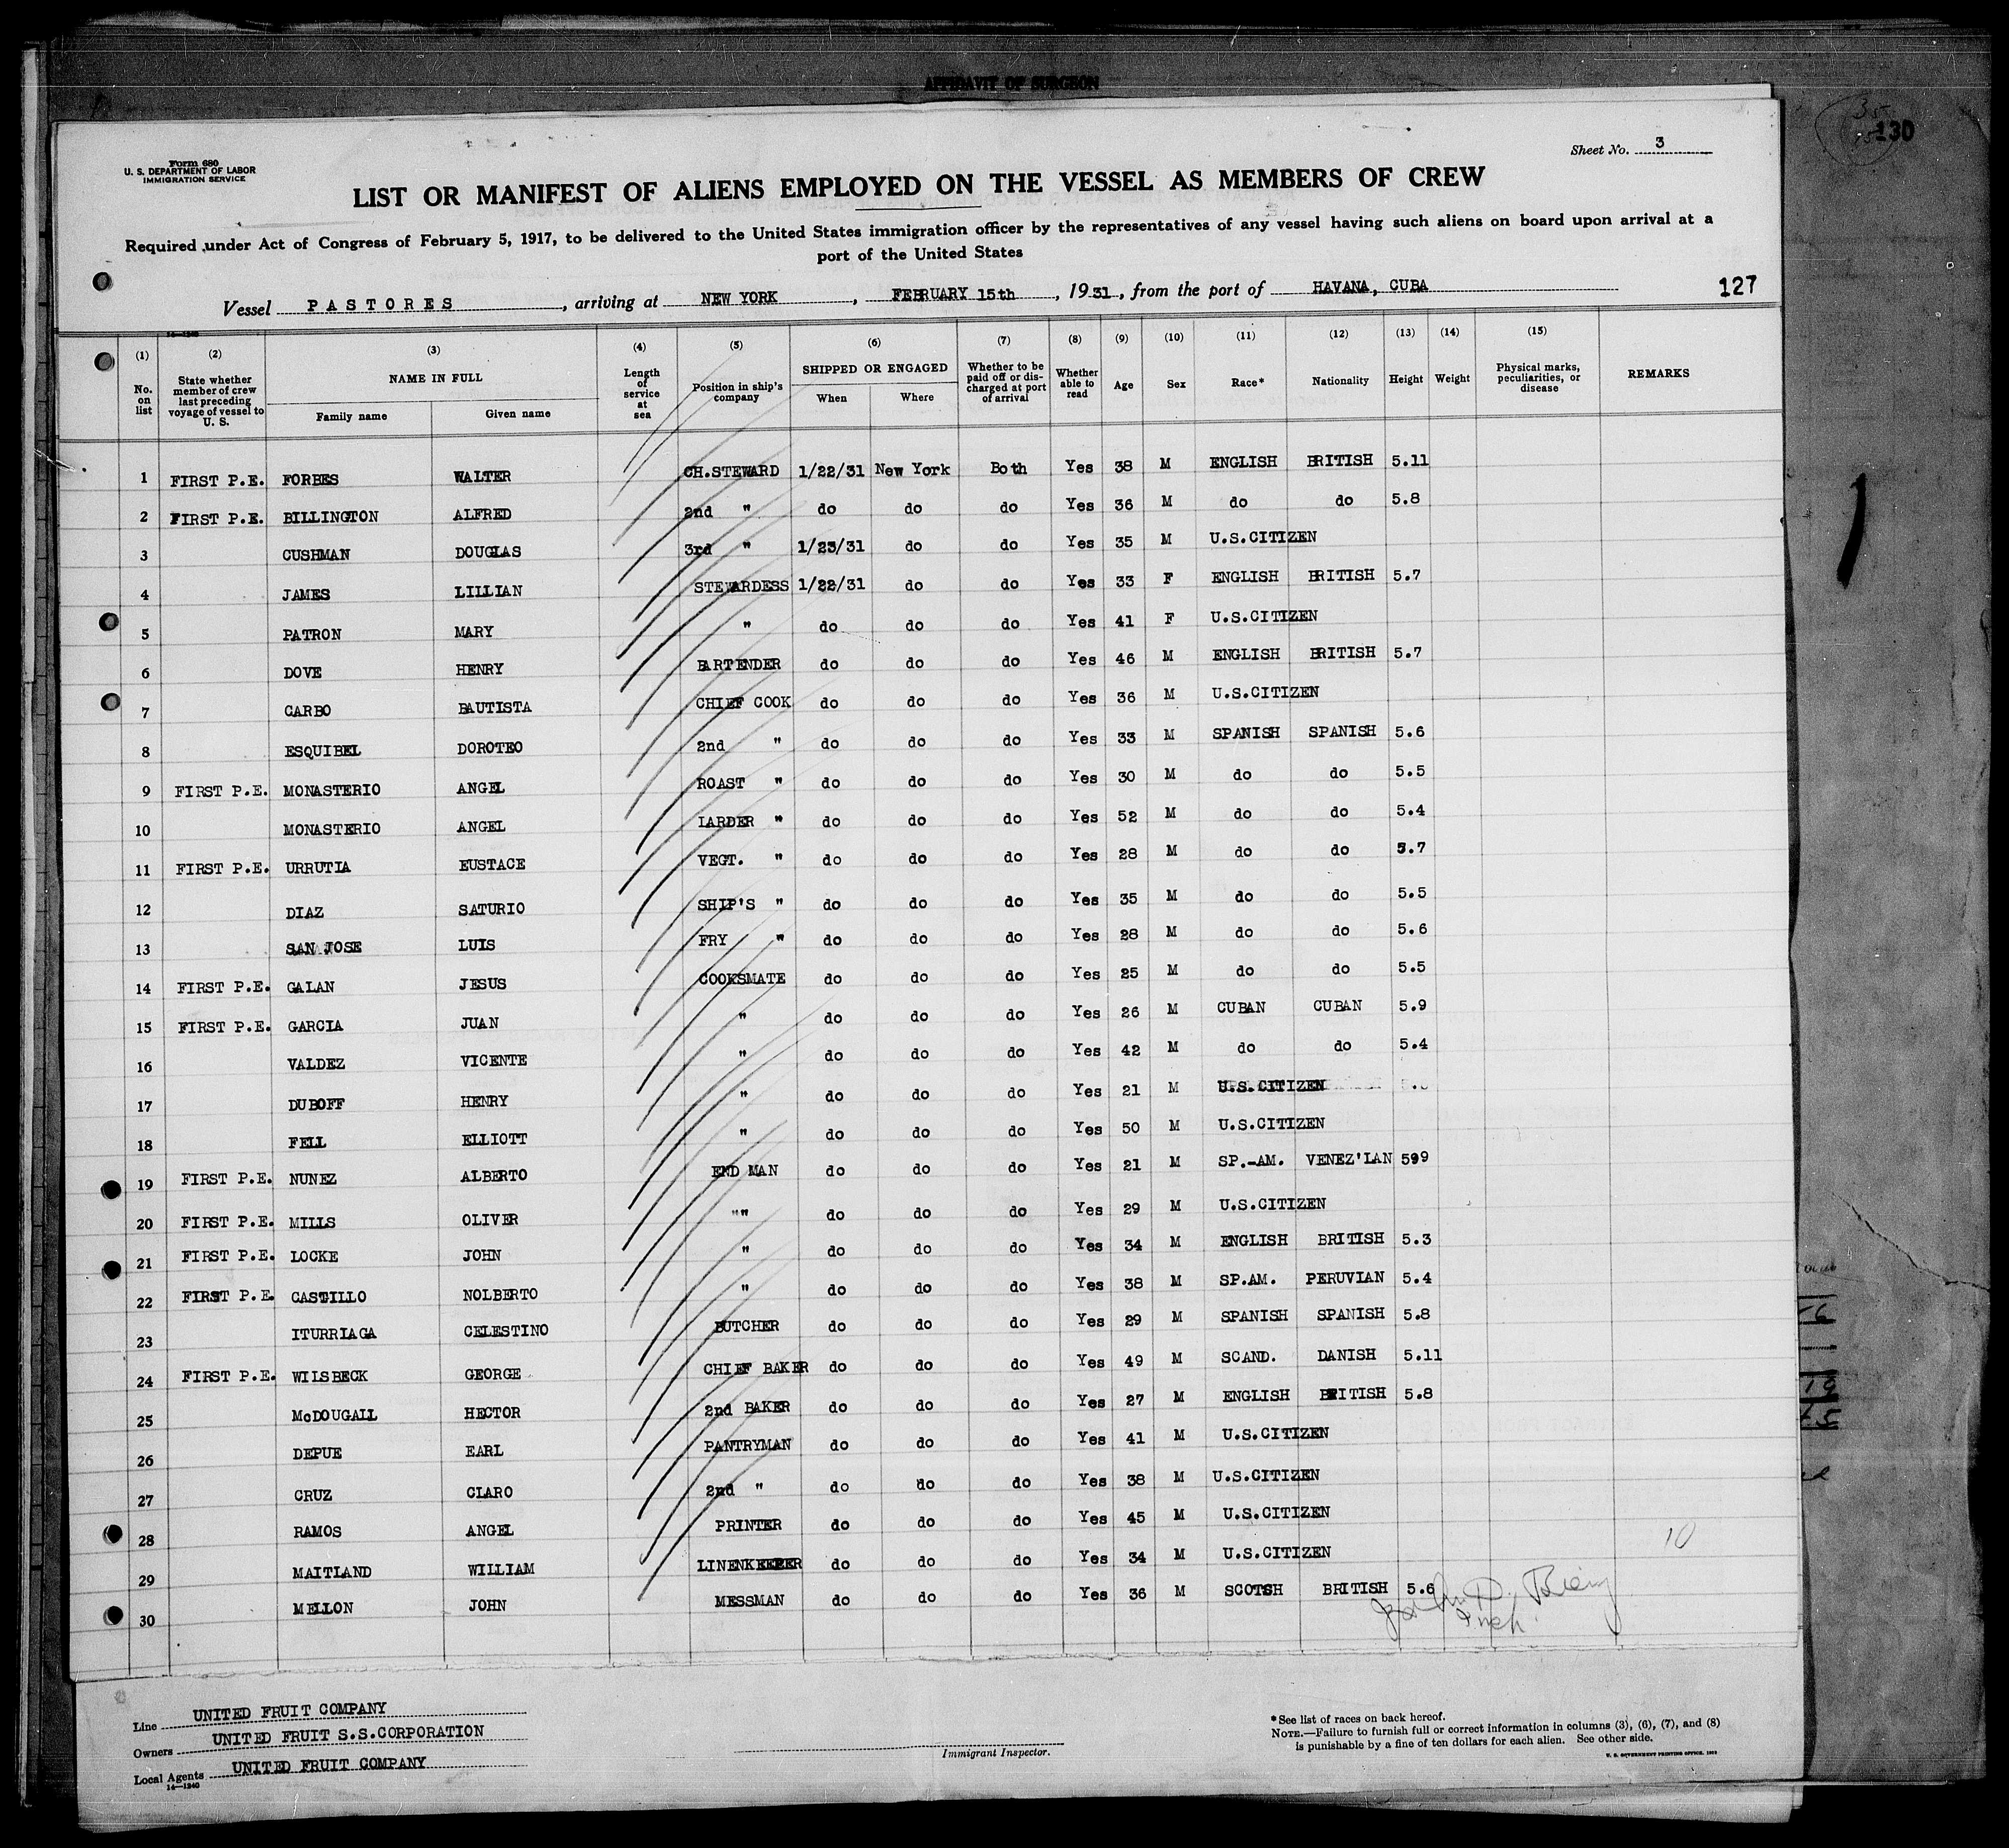 AFFIDAVIT OF SURGEON
130
Form 680
U. S. DEPARTMENT OF LABOR
IMMIGRATION SERVICE
Sheet No. 3
LIST OR MANIFEST OF ALIENS EMPLOYED ON THE VESSEL AS MEMBERS OF CREW
Required under Act of Congress of February 5, 1917, to be delivered to the United States immigration officer by the representatives of any vessel having such aliens on board upon arrival at a
port of the United States
Vessel PASTORES, arriving at NEW YORK, FEBRUARY 15th, 1931, from the port of HAVANA, CUBA 127
(1) No. on list (2) State whether member of crew last preceding voyage of vessel to U. S. (3) NAME IN FULL Family name Given name (4) Length of service at sea (5) Position in ship's company (6) SHIPPED OR ENGAGED When Where (7) Whether to be paid off or discharged at port of arrival (8) Whether able to read (9) Age (10) Sex (11) Race* (12) Nationality (13) Height (14) Weight (15) Physical marks, peculiarities, or disease REMARKS
1 FIRST P.E. FORBES WALTER CH.STEWARD 1/22/31 New York Both Yes 38 M ENGLISH BRITISH 5.11
2 FIRST P.E. BILLINGTON ALFRED 2nd " do do do Yes 36 M do do 5.8
3 CUSHMAN DOUGLAS 3rd " 1/23/31 do do Yes 35 M U.S.CITIZEN
4 JAMES LILLIAN STEWARDESS 1/22/31 do do Yes 33 F ENGLISH BRITISH 5.7
5 PATRON MARY " do do do Yes 41 F U.S.CITIZEN
6 DOVE HENRY BARTENDER do do do Yes 46 M ENGLISH BRITISH 5.7
7 CARBO BAUTISTA CHIEF COOK do do do Yes 36 M U.S.CITIZEN
8 ESQUIBEL DOROTEO 2nd " do do do Yes 33 M SPANISH SPANISH 5.6
9 FIRST P.E. MONASTERIO ANGEL ROAST " do do do Yes 30 M do do 5.5
10 MONASTERIO ANGEL LARDER " do do do Yes 52 M do do 5.4
11 FIRST P.E. URRUTIA EUSTACE VEGT. " do do do Yes 28 M do do 5.7
12 DIAZ SATURIO SHIP'S " do do do Yes 35 M do do 5.5
13 SAN JOSE LUIS FRY " do do do Yes 28 M do do 5.6
14 FIRST P.E. GALAN JESUS COOKSMATE do do do Yes 25 M do do 5.5
15 FIRST P.E. GARCIA JUAN " do do do Yes 26 M CUBAN CUBAN 5.9
16 VALDEZ VICENTE " do do do Yes 42 M do do 5.4
17 DUBOFF HENRY " do do do Yes 21 M U.S.CITIZEN
18 FELL ELLIOTT " do do do Yes 50 M U.S.CITIZEN
19 FIRST P.E. NUNEZ ALBERTO END MAN do do do Yes 21 M SP.-AM. VENEZ'LAN 599
20 FIRST P.E. MILLS OLIVER "" do do do Yes 29 M U.S.CITIZEN
21 FIRST P.E. LOCKE JOHN " do do do Yes 34 M ENGLISH BRITISH 5.3
22 FIRST P.E. CASTILLO NOLBERTO " do do do Yes 38 M SP.AM. PERUVIAN 5.4
23 ITURRIAGA CELESTINO BUTCHER do do do Yes 29 M SPANISH SPANISH 5.8
24 FIRST P.E. WILSBECK GEORGE CHIEF BAKER do do do Yes 49 M SCAND. DANISH 5.11
25 McDOUGALL HECTOR 2nd BAKER do do do Yes 27 M ENGLISH BRITISH 5.8
26 DEPUE EARL PANTRYMAN do do do Yes 41 M U.S.CITIZEN
27 CRUZ CLARO 2nd " do do do Yes 38 M U.S.CITIZEN
28 RAMOS ANGEL PRINTER do do do Yes 45 M U.S.CITIZEN
29 MAITLAND WILLIAM LINENKEEPER do do do Yes 34 M U.S.CITIZEN
30 MELLON JOHN MESSMAN do do do Yes 36 M SCOTSH BRITISH 5.6
10
Line UNITED FRUIT COMPANY
Owners UNITED FRUIT S.S.CORPORATION
Local Agents UNITED FRUIT COMPANY
14—1240
Immigrant Inspector.
*See list of races on back hereof.
NOTE.—Failure to furnish full or correct information in columns (3), (6), (7), and (8)
is punishable by a fine of ten dollars for each alien. See other side.